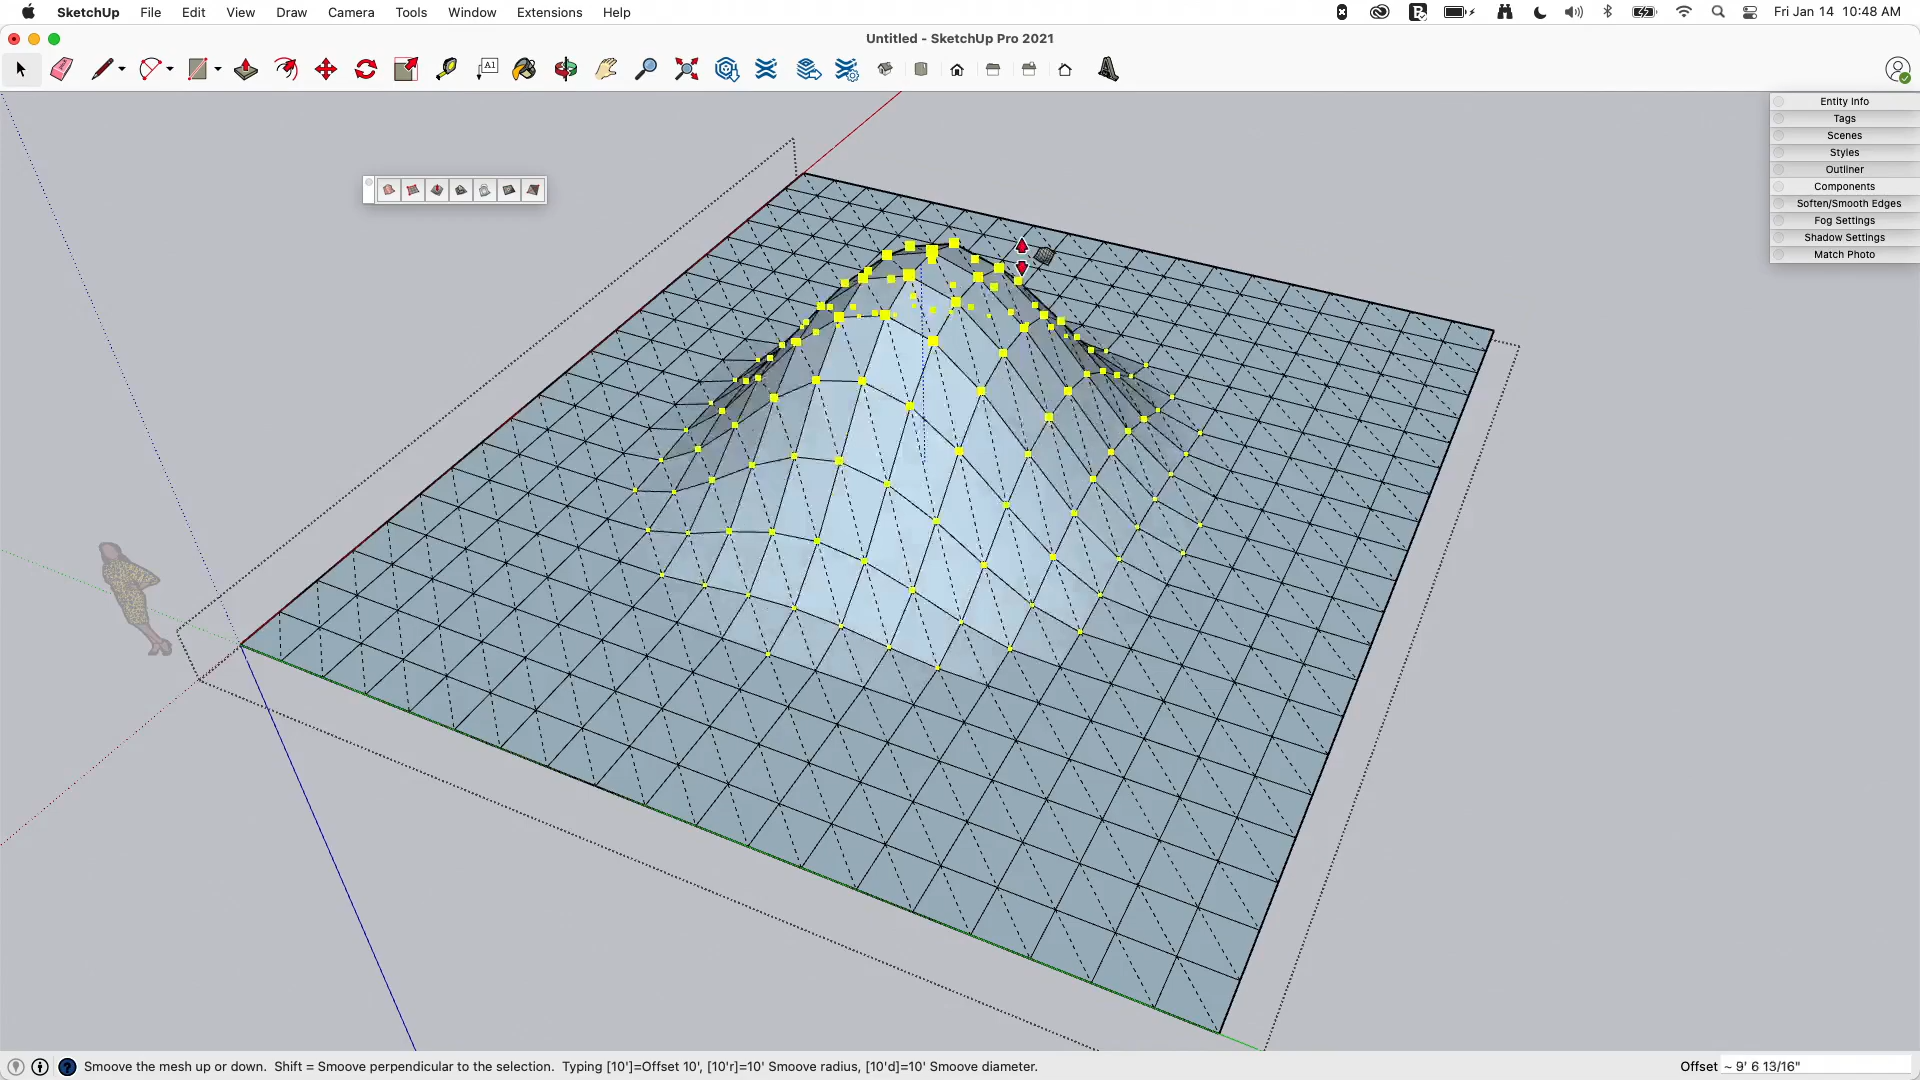 SketchUp File Edit View Draw Camera Tools Window Extensions Help Fri Jan 14 10:48 AM
Untitled - SketchUp Pro 2021
A1
Entity Info
Tags
Scenes
Styles
Outliner
Components
Soften/Smooth Edges
Fog Settings
Shadow Settings
Match Photo
Smoove the mesh up or down. Shift = Smoove perpendicular to the selection. Typing [10']=Offset 10', [10'r]=10' Smoove radius, [10'd]=10' Smoove diameter. Offset ~ 9' 6 13/16"